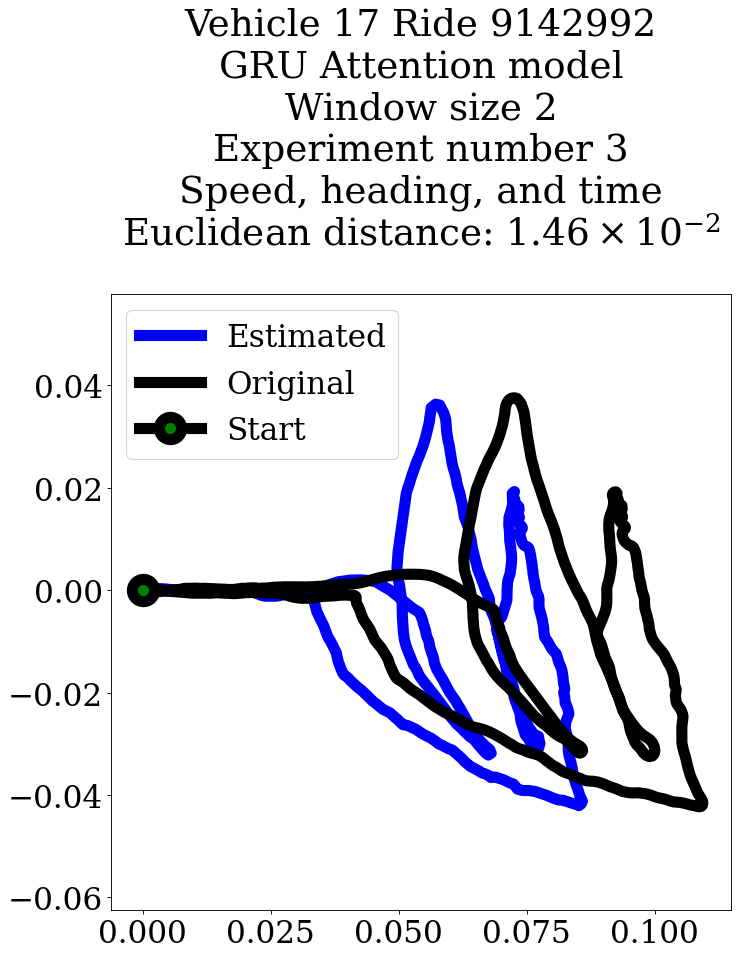 Vehicle 17 Ride 9142992
GRU Attention model
Window size 2
Experiment number 3
Speed, heading, and time
Euclidean distance: 1.46 × 10⁻²
Estimated
Original
Start
0.04
0.02
0.00
−0.02
−0.04
−0.06
0.000 0.025 0.050 0.075 0.100